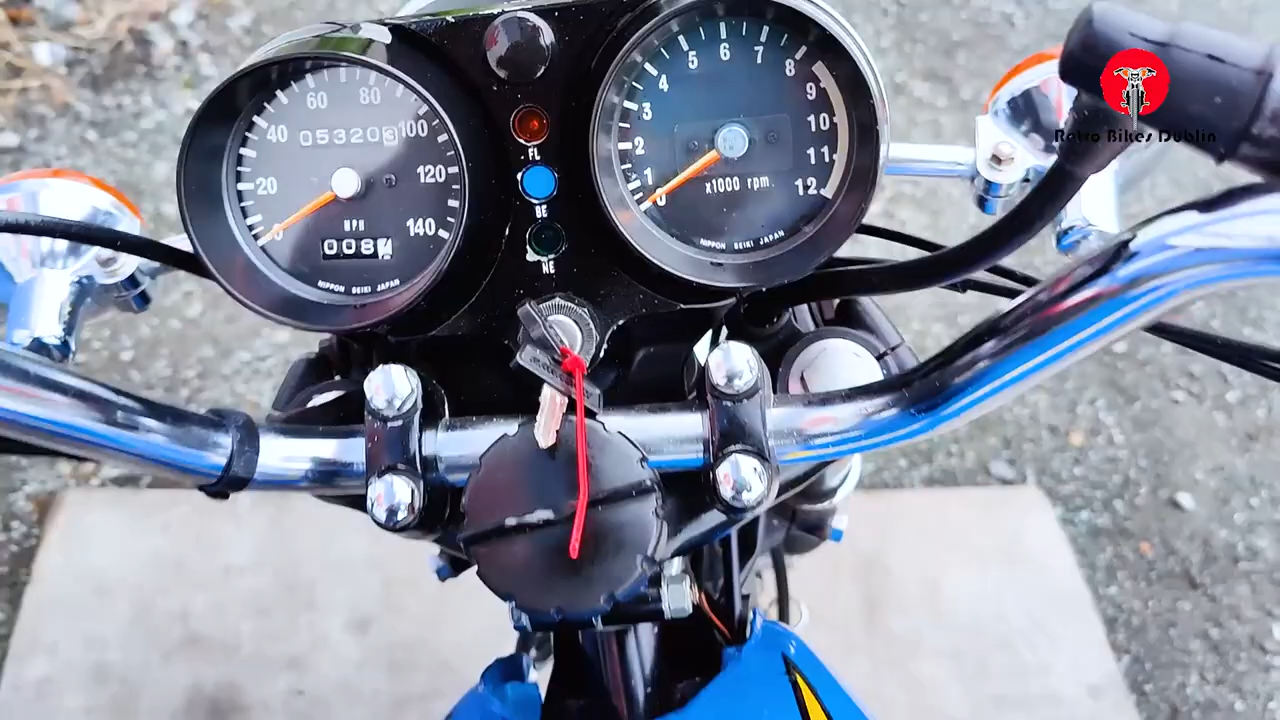 20
40
60
80
100
120
140
0
05320
MPH
008
NIPPON SEIKI JAPAN
FL
BE
NE
0
1
2
3
4
5
6
7
8
9
10
11
12
x1000 rpm.
NIPPON SEIKI JAPAN
Retro Bikes Dublin